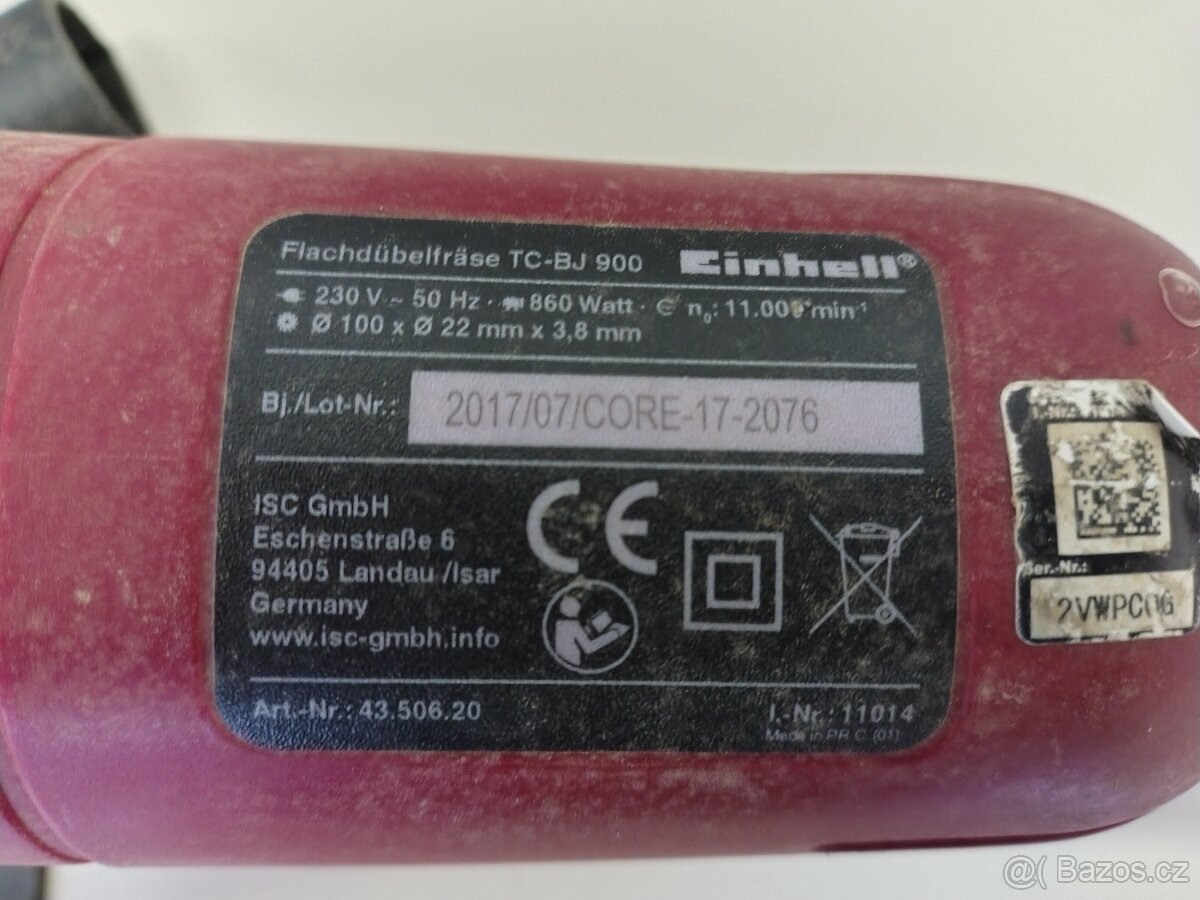 Flachdübelfräse TC-BJ 900 Einhell®
230 V ~ 50 Hz · 860 Watt · n₀: 11.000 min⁻¹
Ø 100 x Ø 22 mm x 3,8 mm
Bj./Lot-Nr.: 2017/07/CORE-17-2076
ISC GmbH
Eschenstraße 6
94405 Landau /Isar
Germany
www.isc-gmbh.info
CE
Art.-Nr.: 43.506.20 I.-Nr.: 11014
Made in PR C (01)
Ser.-Nr.:
@( Bazos.cz